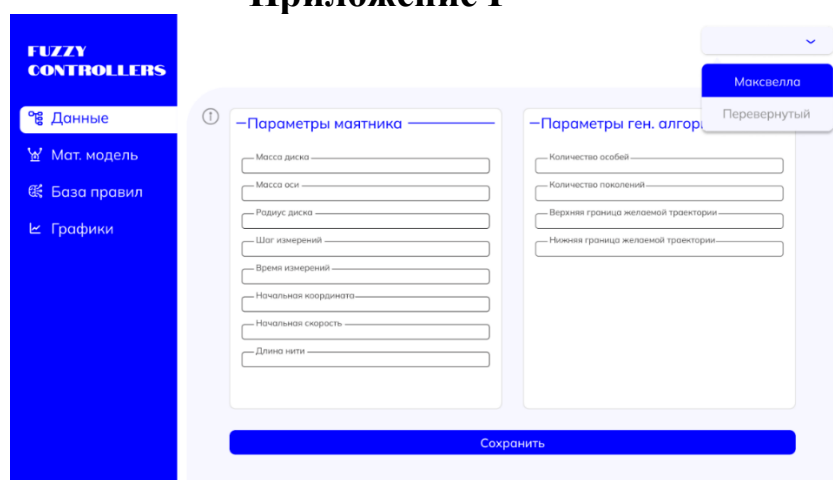 Приложение 1
FUZZY
CONTROLLERS
Данные
Мат. модель
База правил
Графики
Максвелла
Перевернутый
Параметры маятника
Масса диска
Масса оси
Радиус диска
Шаг измерений
Время измерений
Начальная координата
Начальная скорость
Длина нити
Параметры ген. алгор
Количество особей
Количество поколений
Верхняя граница желаемой траектории
Нижняя граница желаемой траектории
Сохранить